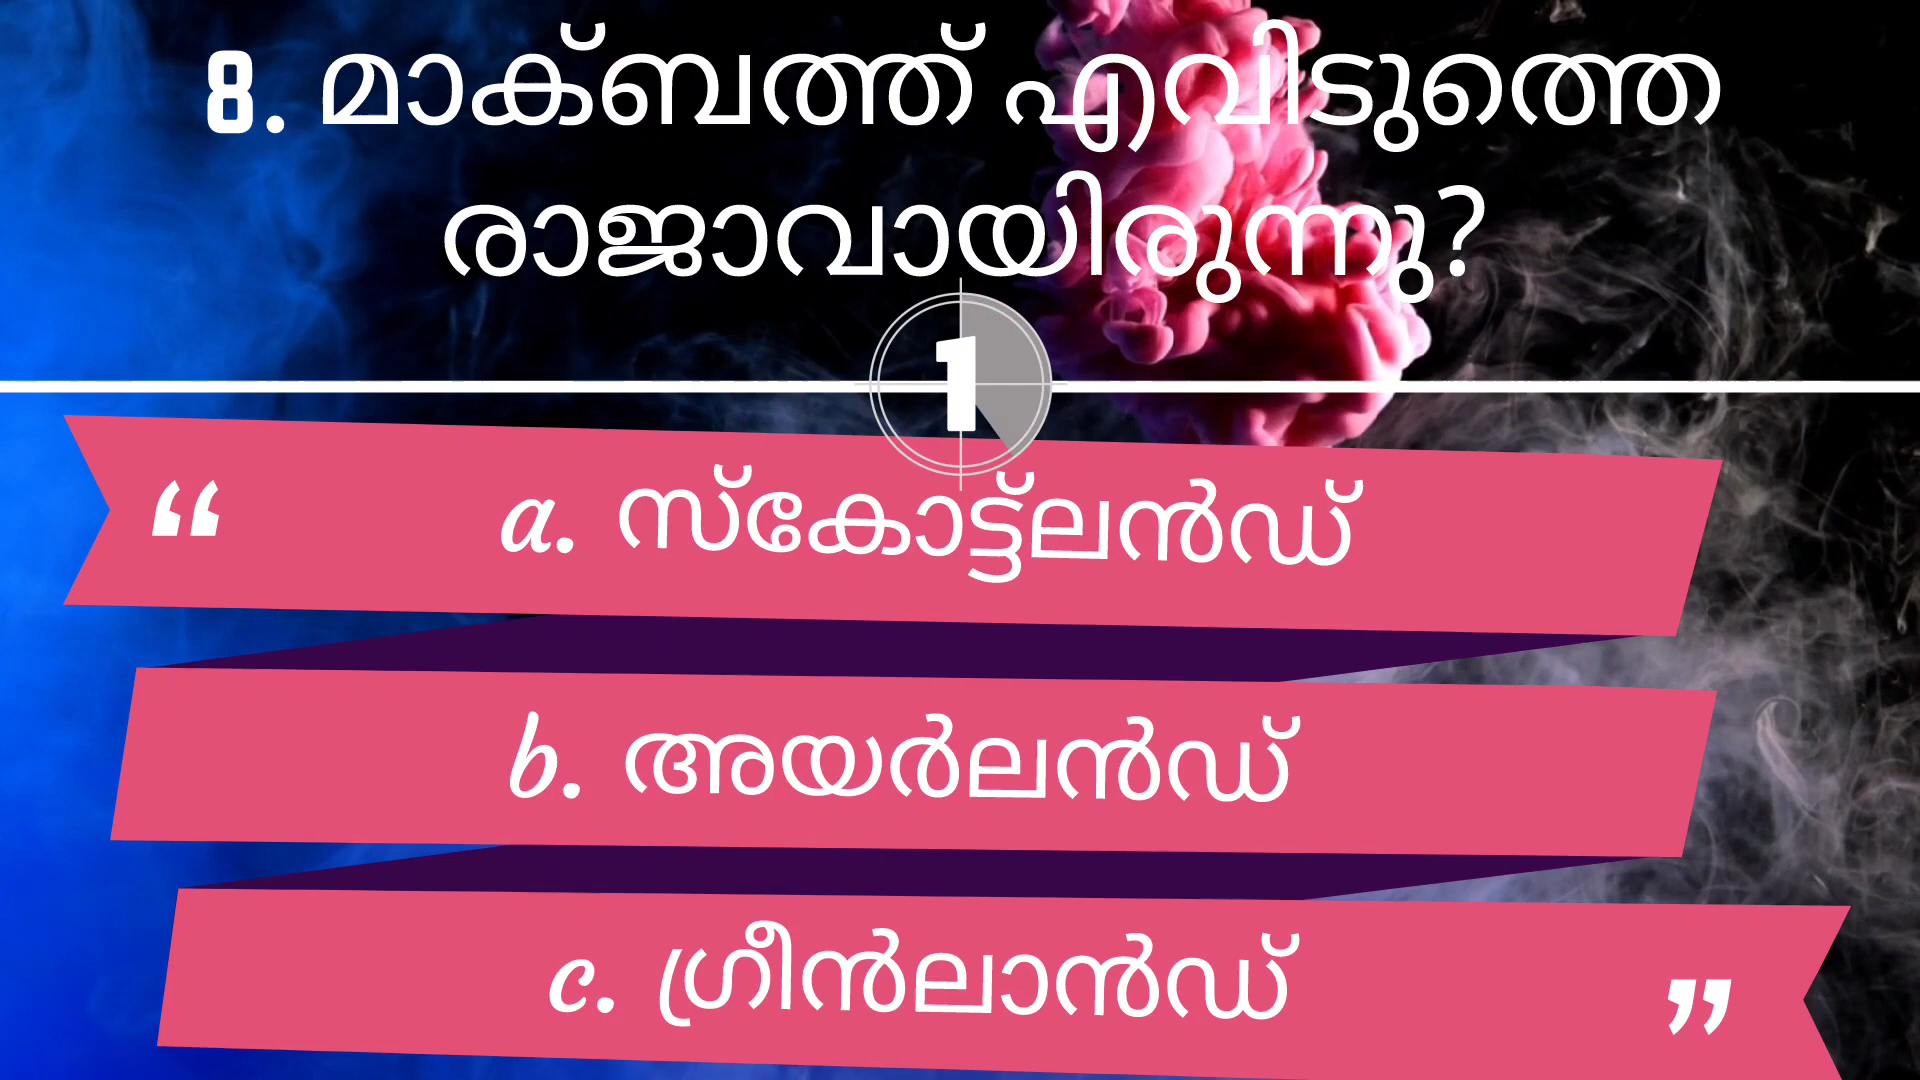 8. മാക്ബത്ത് എവിടുത്തെ
രാജാവായിരുന്നു?
1
“ a. സ്കോട്ട്ലൻഡ്
b. അയർലൻഡ്
c. ഗ്രീൻലാൻഡ് ”